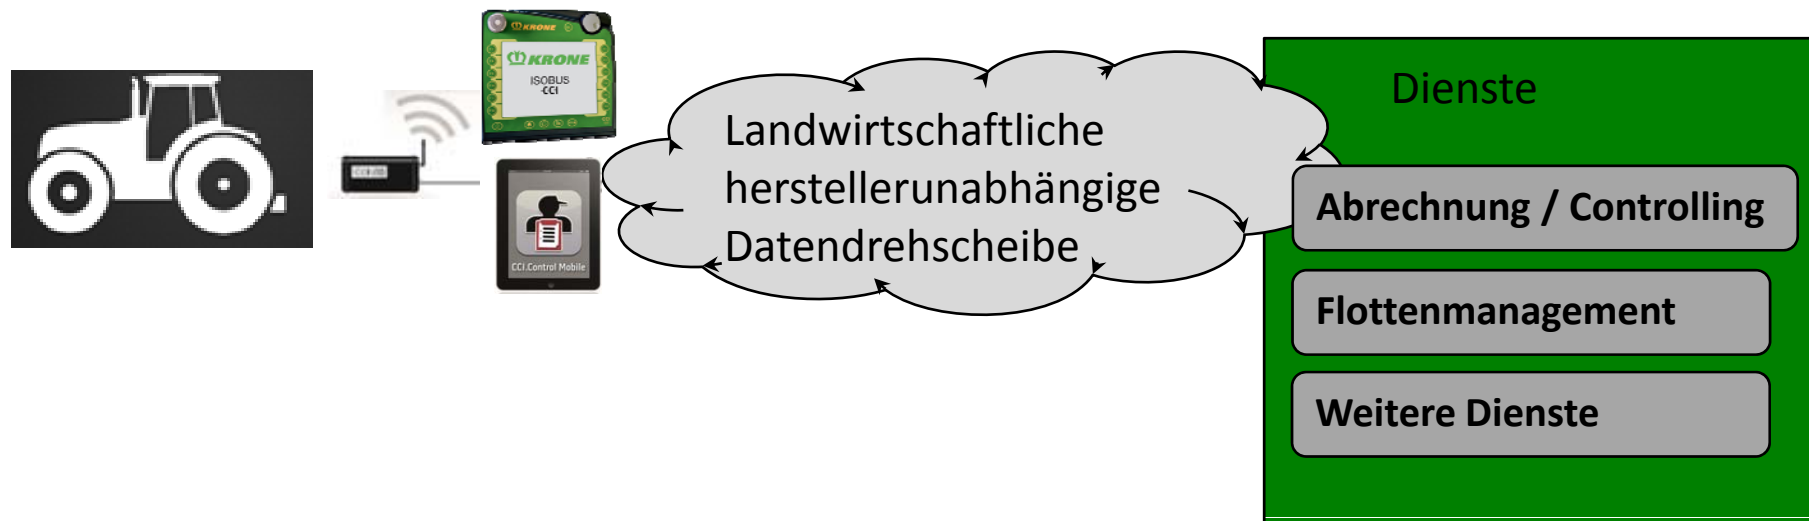 KRONE
KRONE
ISOBUS
-CCI
CCI.Control Mobile
Landwirtschaftliche
herstellerunabhängige
Datendrehscheibe
Dienste
Abrechnung / Controlling
Flottenmanagement
Weitere Dienste